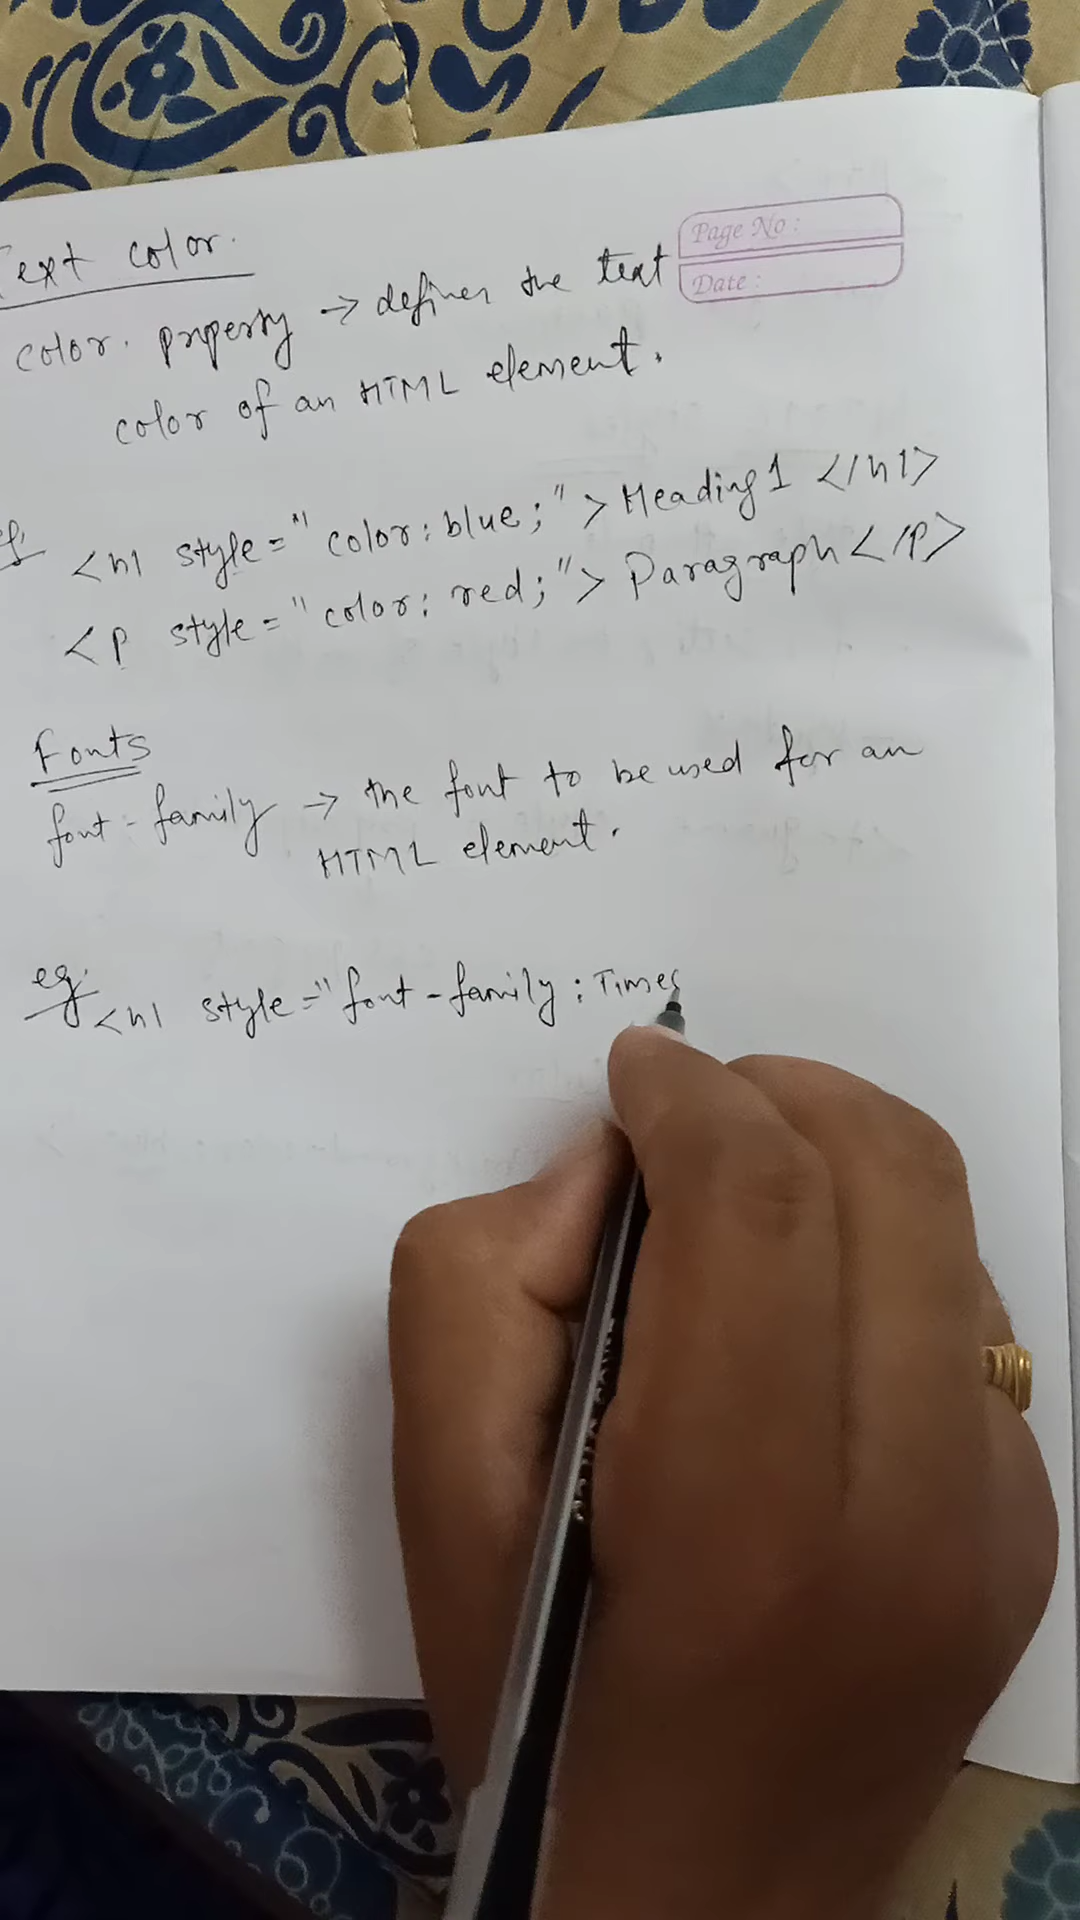 Text color.
Page No :
Date :
color. property → defines the text
color of an HTML element.
eg. <h1 style="color: blue;">Heading 1 </h1>
<p style="color: red;">Paragraph</p>
Fonts
font-family → the font to be used for an
HTML element.
eg. <h1 style="font-family: Times